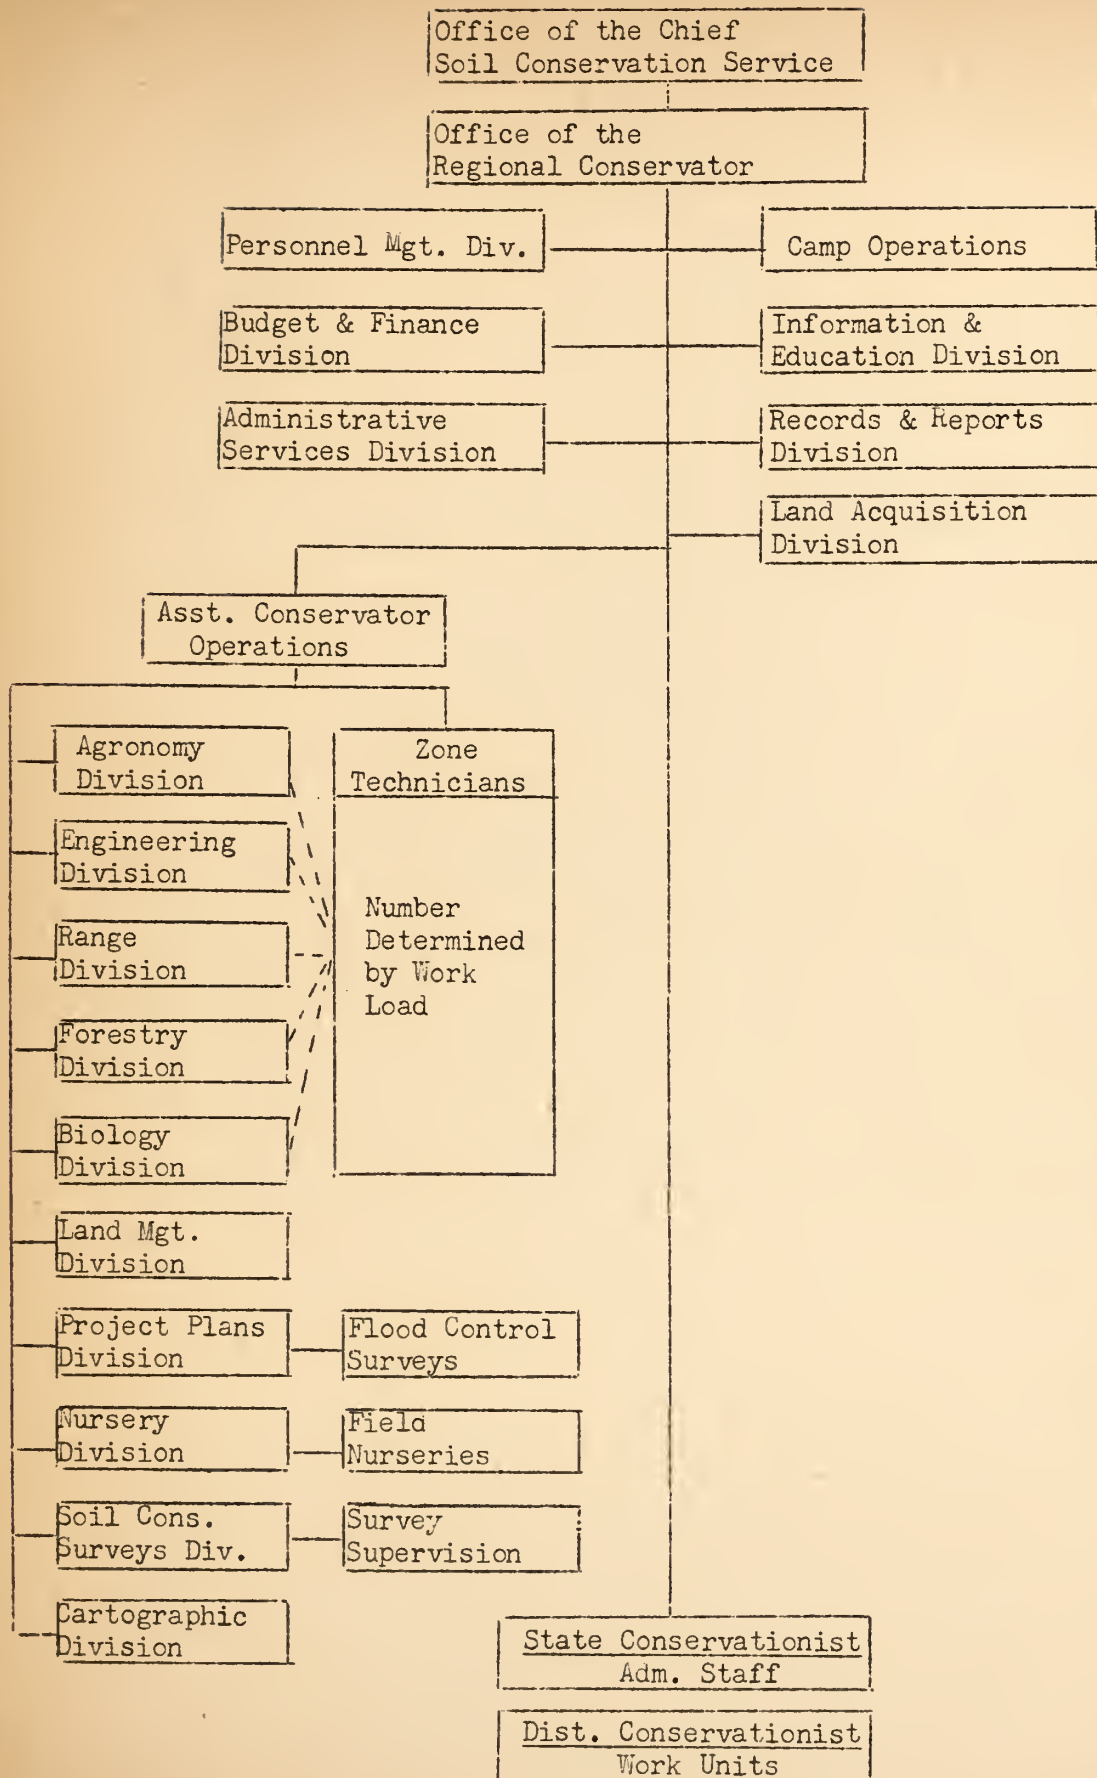 Office of the Chief
Soil Conservation Service
Office of the
Regional Conservator
Personnel Mgt. Div.
Camp Operations
Budget & Finance
Division
Information &
Education Division
Administrative
Services Division
Records & Reports
Division
Land Acquisition
Division
Asst. Conservator
Operations
Agronomy
Division
Zone
Technicians
Engineering
Division
Number
Determined
by Work
Load
Range
Division
Forestry
Division
Biology
Division
Land Mgt.
Division
Project Plans
Division
Flood Control
Surveys
Nursery
Division
Field
Nurseries
Soil Cons.
Surveys Div.
Survey
Supervision
Cartographic
Division
State Conservationist
Adm. Staff
Dist. Conservationist
Work Units